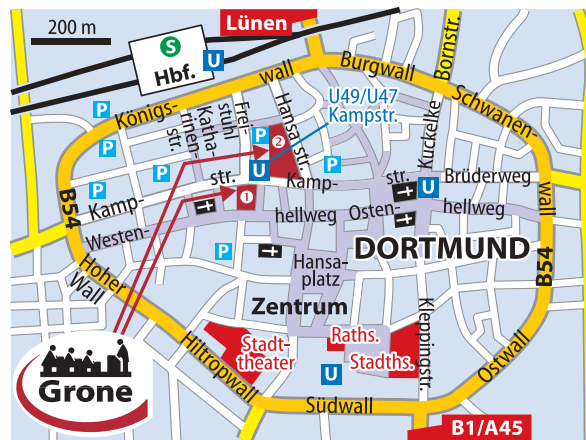 Lünen
200 m
S
Hbf.
U
wall
Burgwall
Bornstr.
Schwanen-
wall
Königs-
Katha-
rinen-
str.
Frei-
stuhl
Hansastr.
U49/U47
Kampstr.
Kuckelke
str.
P
P
P
P
P
P
P
P
P
2
U
1
Kamp-
str.
Kamp-
Brüderweg
U
Westen-
hellweg
Osten-
hellweg
B54
B54
DORTMUND
Hansa-
platz
Zentrum
Hoher
Wall
Hiltropwall
Stadt-
theater
Raths.
Stadths.
Kleppingstr.
Ostwall
U
Südwall
Grone
B1/A45